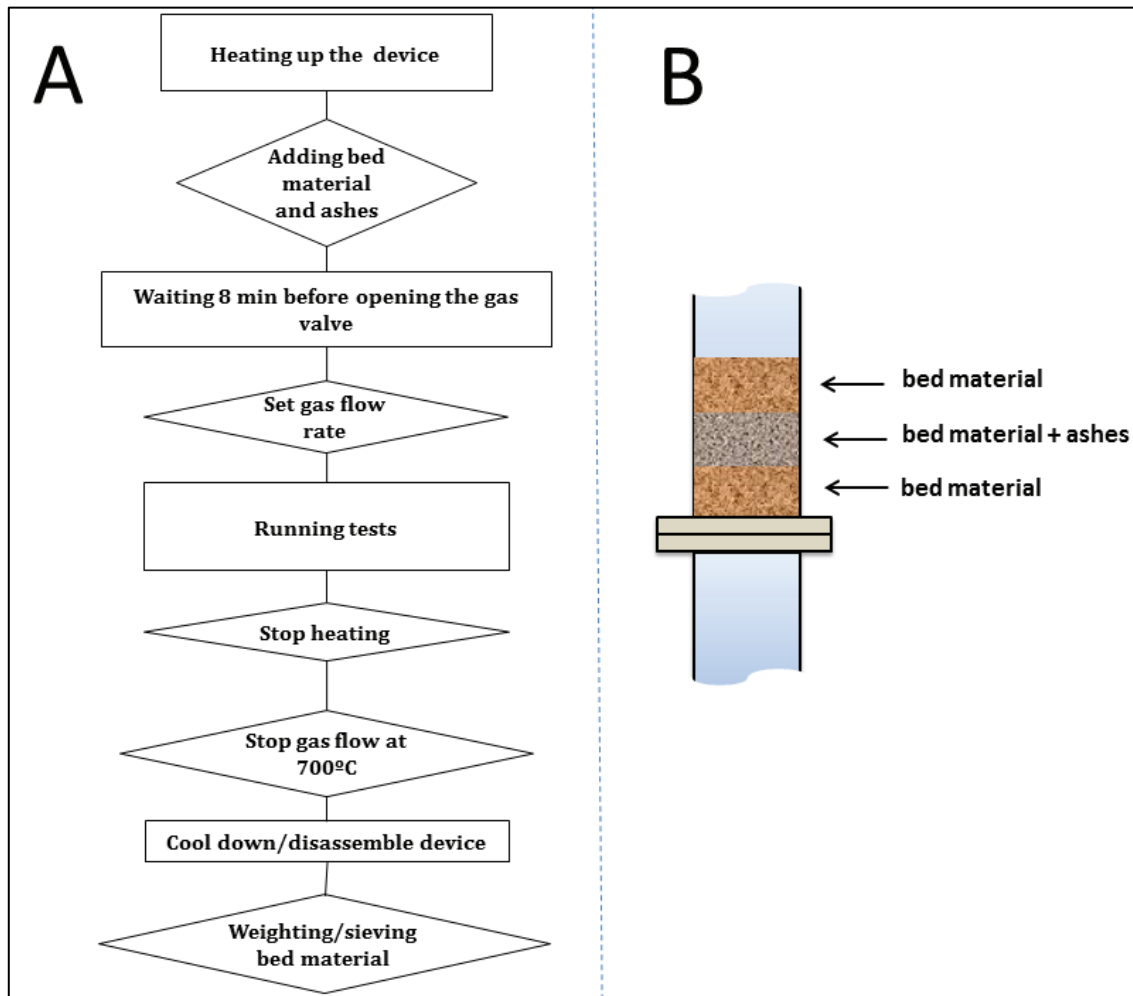 A
Heating up the device
Adding bed
material
and ashes
Waiting 8 min before opening the gas
valve
Set gas flow
rate
Running tests
Stop heating
Stop gas flow at
700ºC
Cool down/disassemble device
Weighting/sieving
bed material
B
bed material
bed material + ashes
bed material